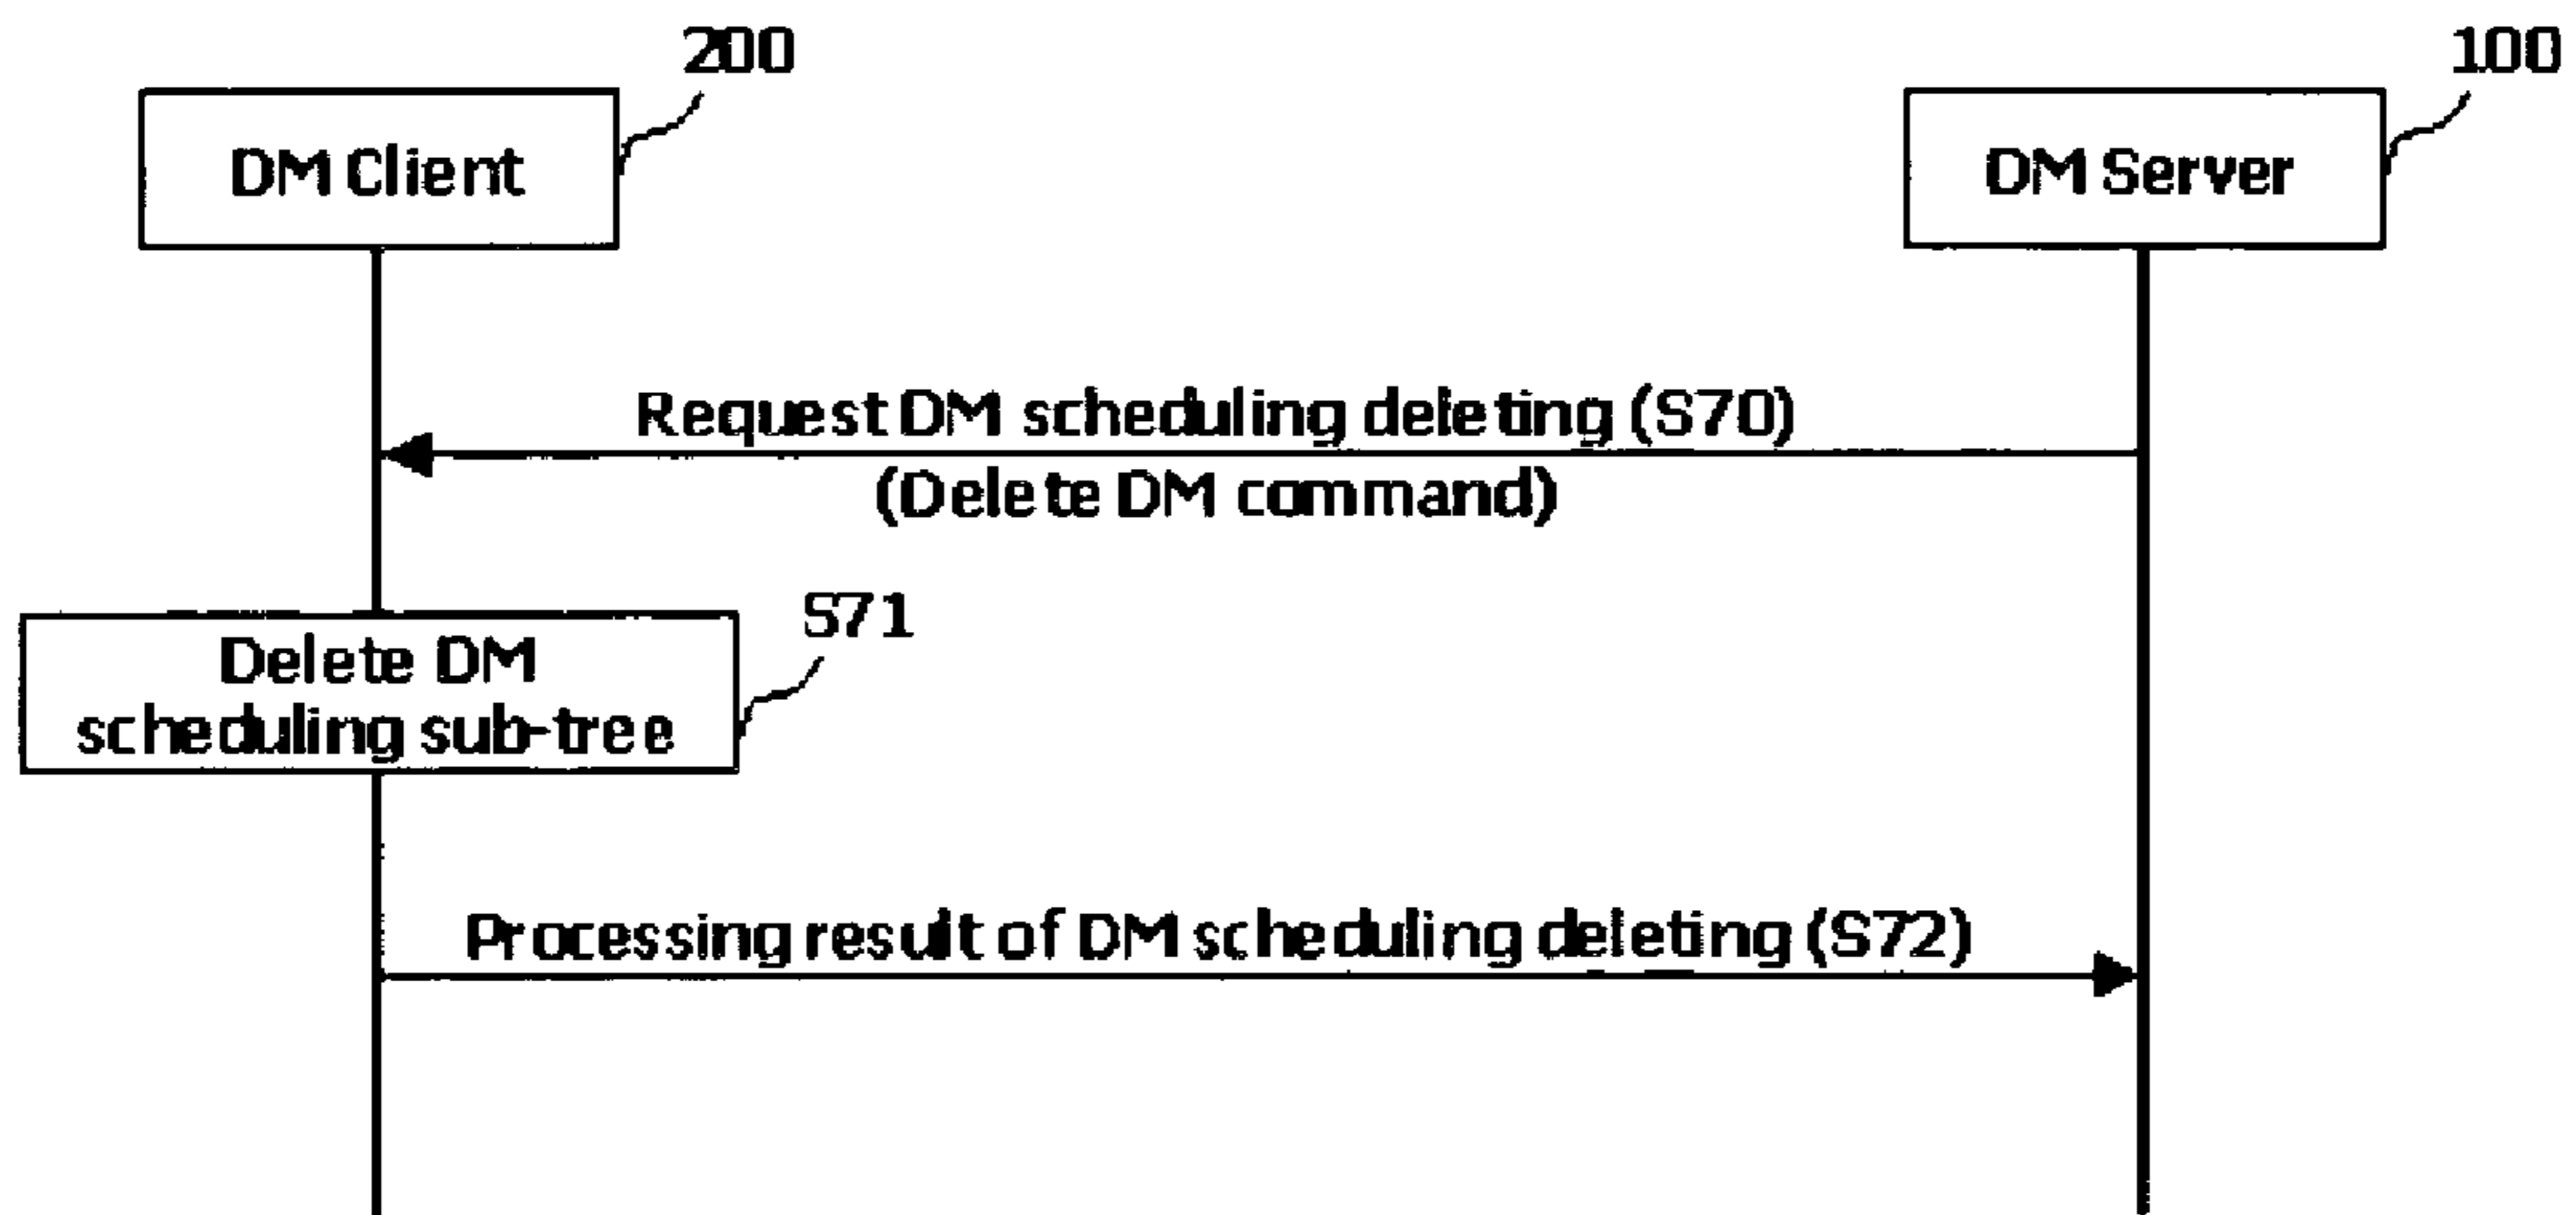 200
100
DM Client
DM Server
Request DM scheduling deleting (S70)
(Delete DM command)
S71
Delete DM
scheduling sub-tree
Processing result of DM scheduling deleting (S72)